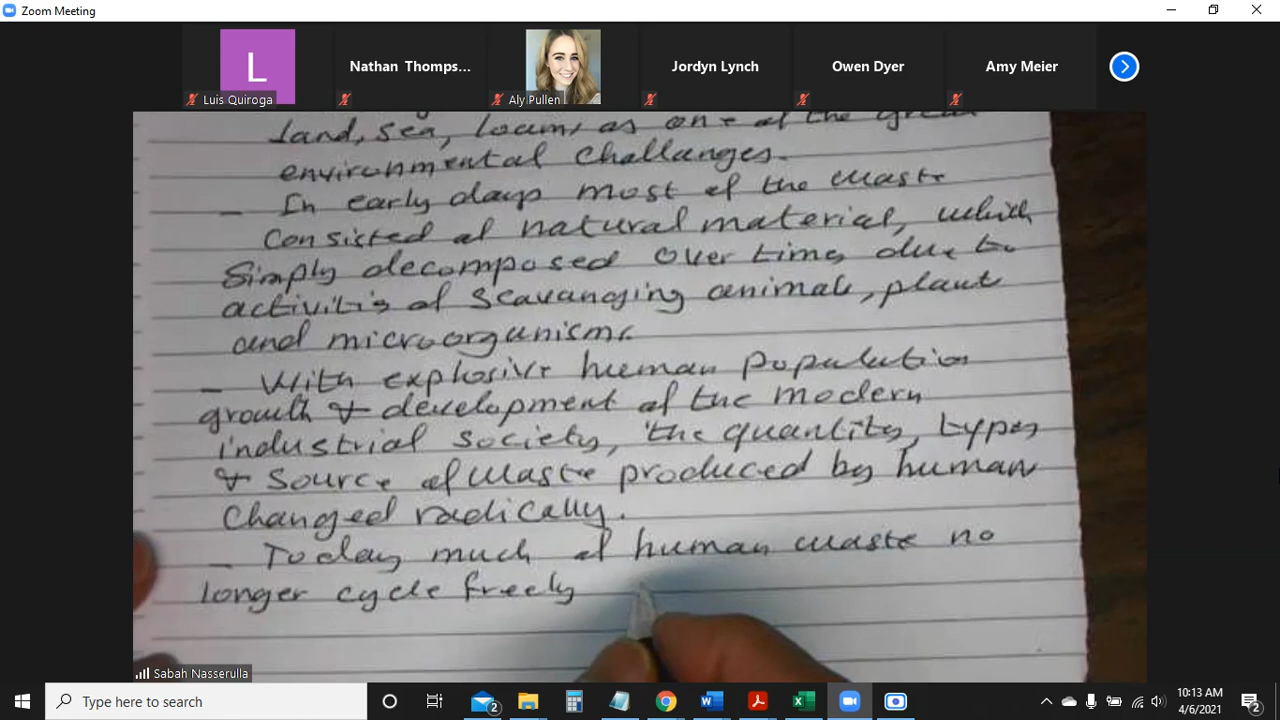 Zoom Meeting
L
Luis Quiroga
Nathan Thomps...
Aly Pullen
Jordyn Lynch
Owen Dyer
Amy Meier
land, sea, as one of the great
environmental challanges.
- In early days most of the waste
Consisted of natural material, which
Simply decomposed over time, due to
activitis of scavanging animals, plant
and microorganisms.
- With explosive human population
growth & development of the modern
industrial society, the quantity, types
& source of waste produced by human
changed radically.
- Today much of human waste no
longer cycle freely
Sabah Nasserulla
Type here to search
2
10:13 AM
4/6/2021
2